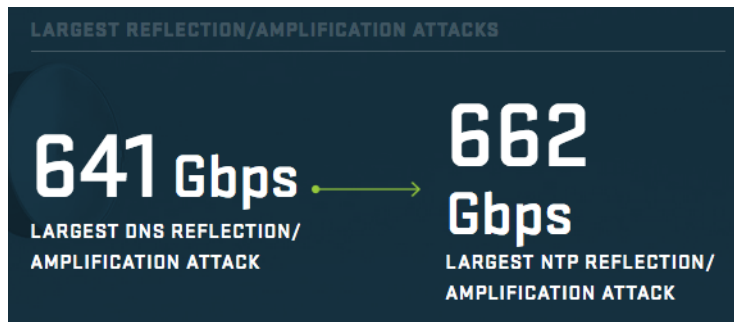 LARGEST REFLECTION/AMPLIFICATION ATTACKS
641 Gbps
LARGEST DNS REFLECTION/
AMPLIFICATION ATTACK
662
Gbps
LARGEST NTP REFLECTION/
AMPLIFICATION ATTACK